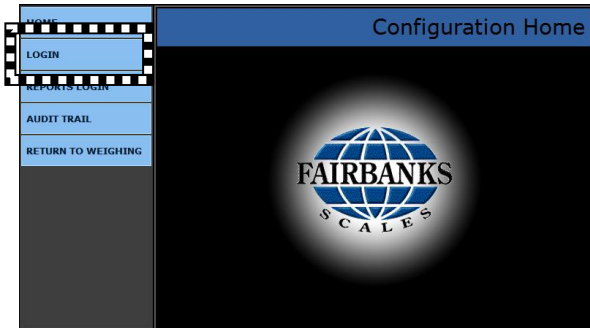 HOME
Configuration Home
LOGIN
REPORTS LOGIN
AUDIT TRAIL
RETURN TO WEIGHING
FAIRBANKS
SCALES